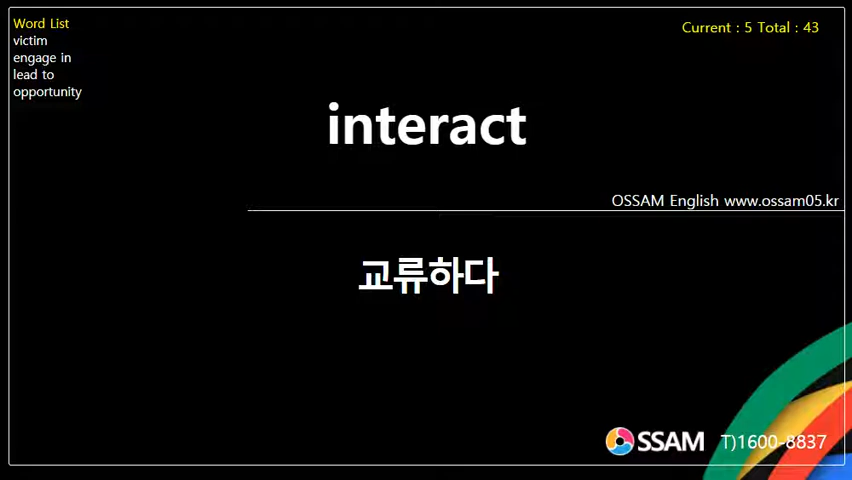 Word List
victim
engage in
lead to
opportunity
Current : 5 Total : 43
interact
OSSAM English www.ossam05.kr
교류하다
OSSAM T)1600-8837